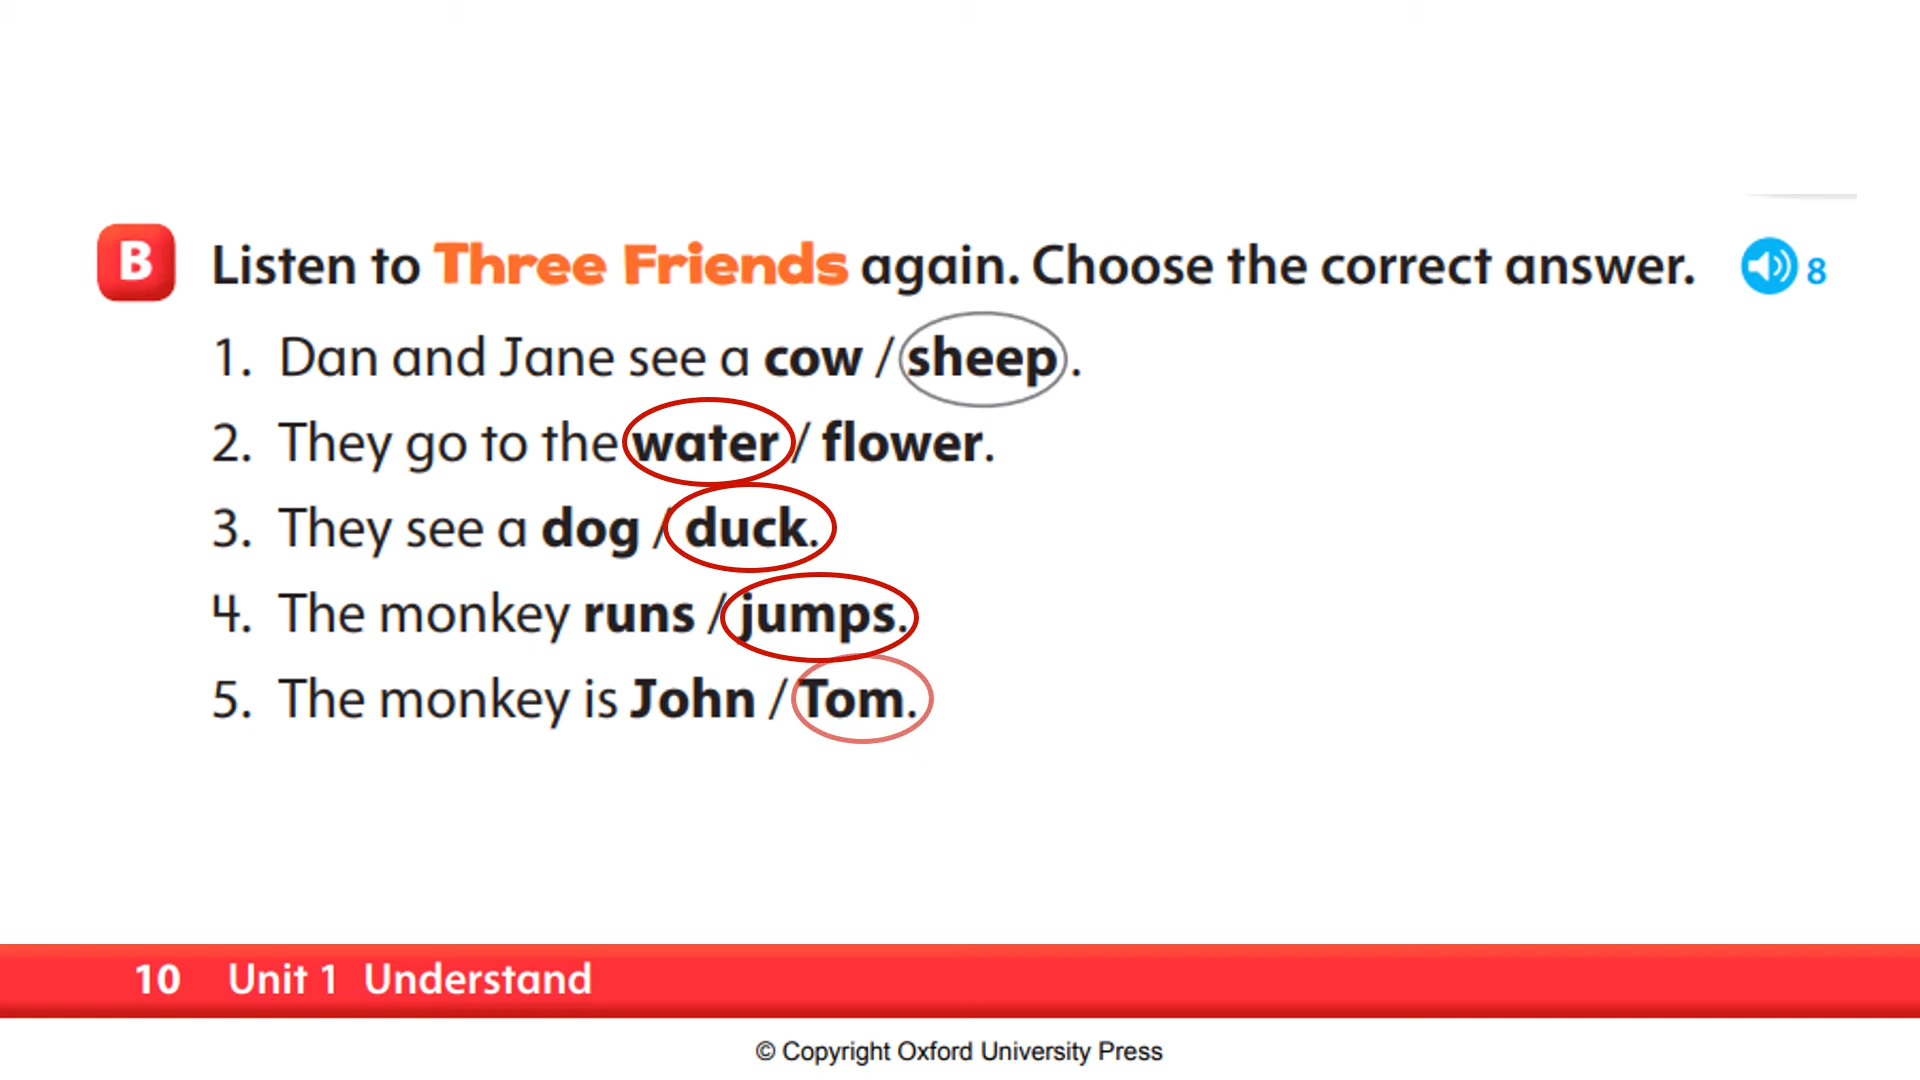 B Listen to Three Friends again. Choose the correct answer. 8
1. Dan and Jane see a cow / sheep.
2. They go to the water / flower.
3. They see a dog / duck.
4. The monkey runs / jumps.
5. The monkey is John / Tom.
10 Unit 1 Understand
© Copyright Oxford University Press